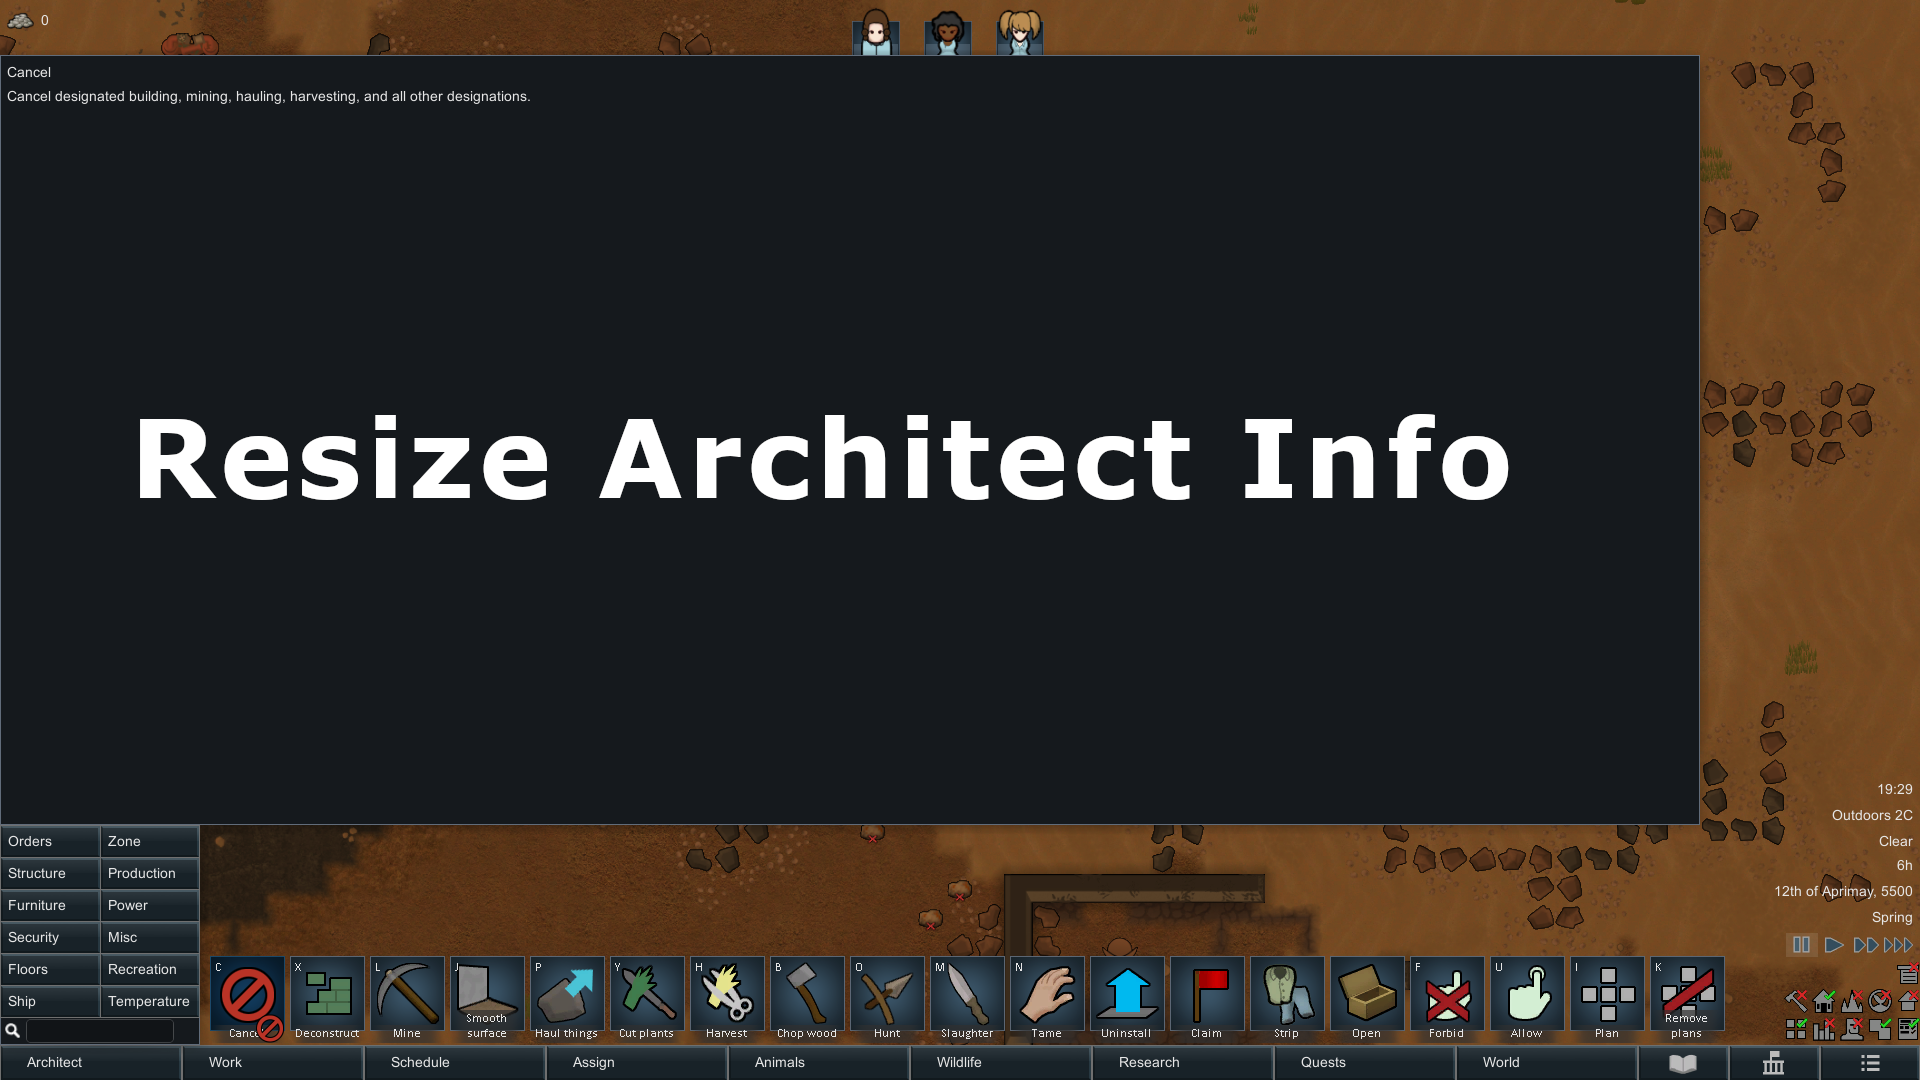 0
Cancel
Cancel designated building, mining, hauling, harvesting, and all other designations.
Resize Architect Info
19:29
Outdoors 2C
Clear
6h
12th of Aprimay, 5500
Spring
Orders Zone
Structure Production
Furniture Power
Security Misc
Floors Recreation
Ship Temperature
C X L J P Y H B O M N F U I K
Deconstruct Mine Smooth surface Haul things Cut plants Harvest Chop wood Hunt Slaughter Tame Uninstall Claim Strip Open Forbid Allow Plan Remove plans
Architect Work Schedule Assign Animals Wildlife Research Quests World